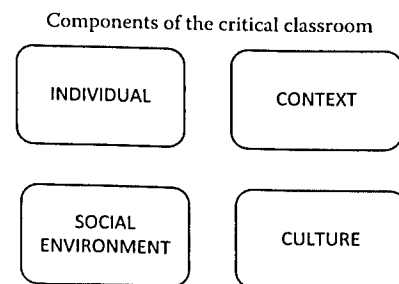 Components of the critical classroom
INDIVIDUAL
CONTEXT
SOCIAL
ENVIRONMENT
CULTURE